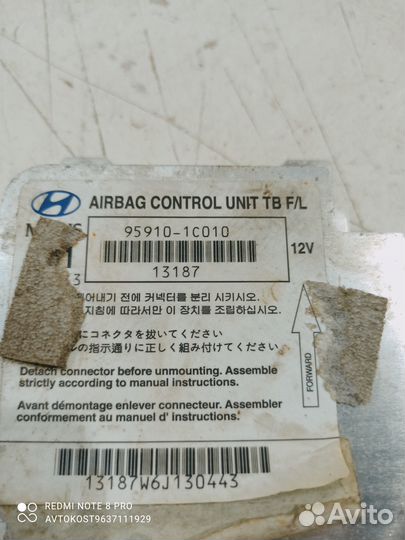 AIRBAG CONTROL UNIT TB F/L
95910-1C010
12V
13187
전에 커넥터를 분리 시키시오.
지침에 따라서만 이 장치를 조립하십시오.
にコネクタを抜いてください
の指示通りに正しく組み付けてください
Detach connector before unmounting. Assemble
strictly according to manual instructions.
FORWARD
Avant démontage enlever connecteur. Assembler
conformement au manuel d' instructions.
13187W6J130443
REDMI NOTE 8 PRO
AVTOKOST9637111929
Avito